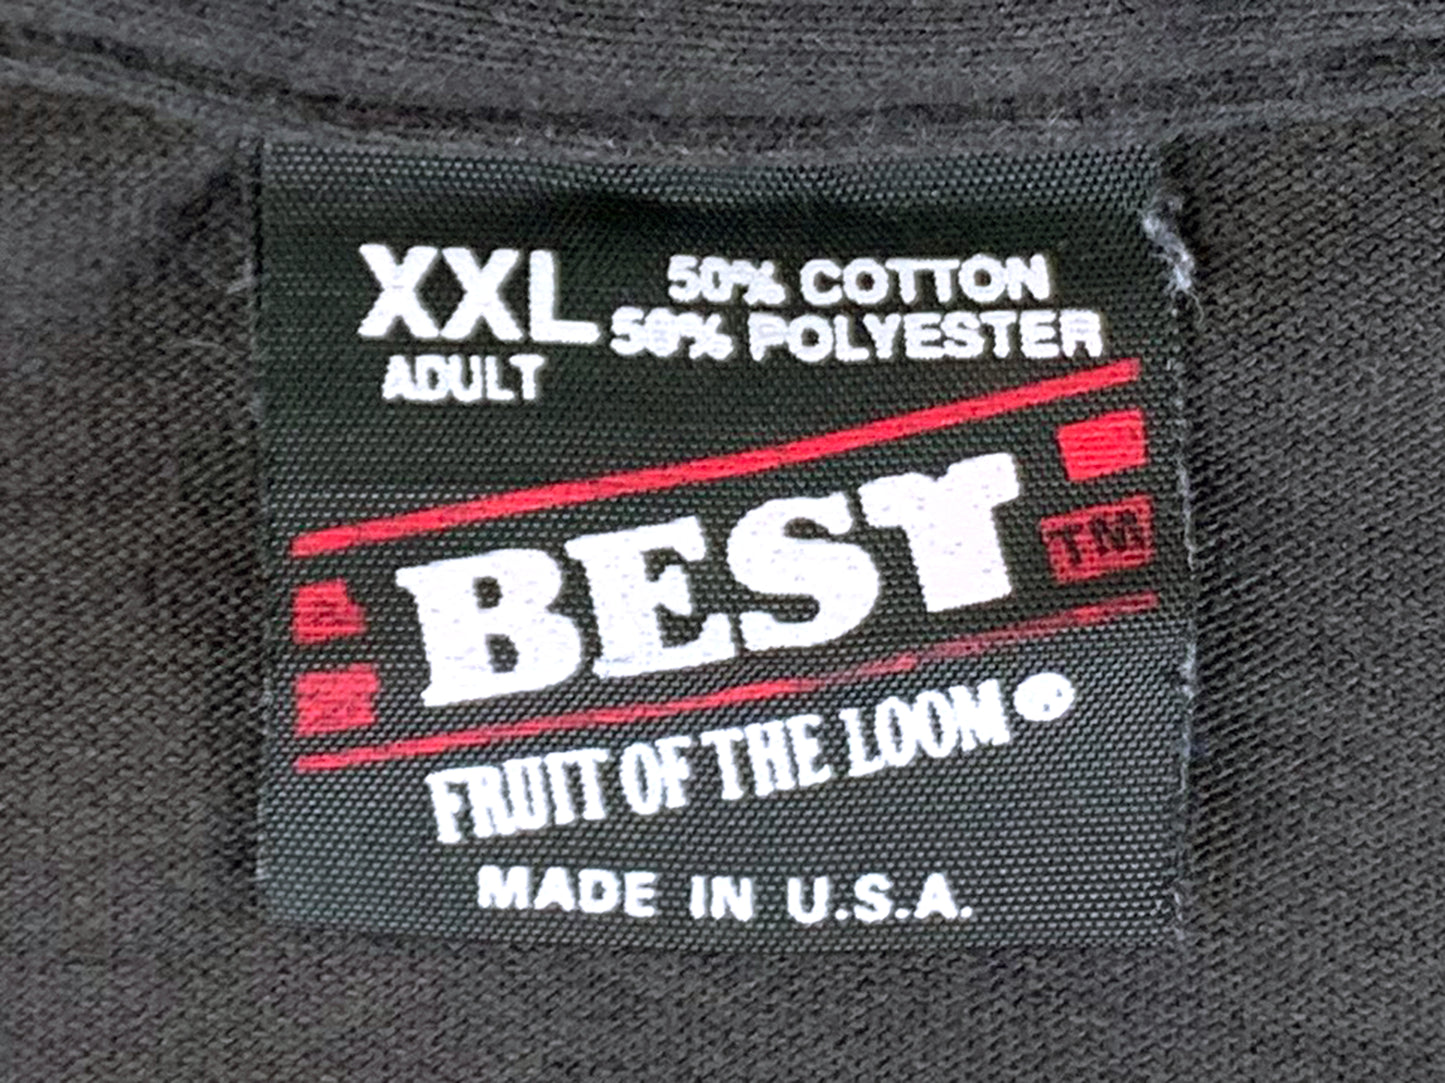 XXL
ADULT
50% COTTON
50% POLYESTER
BEST
TM
FRUIT OF THE LOOM®
MADE IN U.S.A.